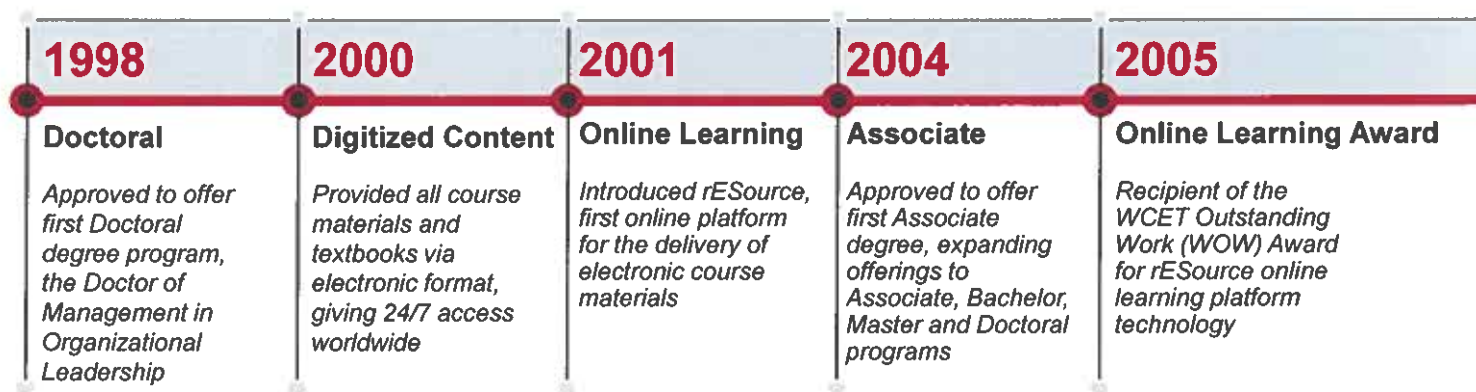 1998
Doctoral
Approved to offer
first Doctoral
degree program,
the Doctor of
Management in
Organizational
Leadership
2000
Digitized Content
Provided all course
materials and
textbooks via
electronic format,
giving 24/7 access
worldwide
2001
Online Learning
Introduced rESource,
first online platform
for the delivery of
electronic course
materials
2004
Associate
Approved to offer
first Associate
degree, expanding
offerings to
Associate, Bachelor,
Master and Doctoral
programs
2005
Online Learning Award
Recipient of the
WCET Outstanding
Work (WOW) Award
for rESource online
learning platform
technology